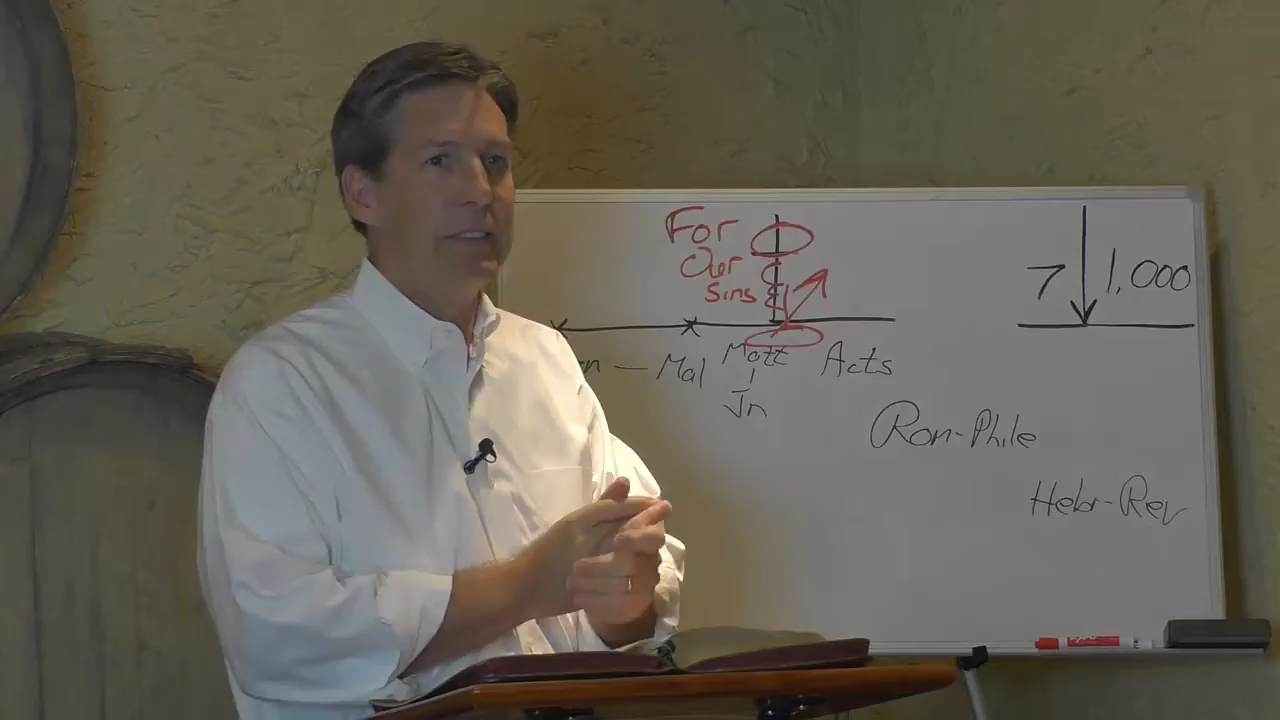 For
Our
Sins
7 1,000
n — Mal
Matt
Jn
Acts
Rom-Phile
Hebr-Rev